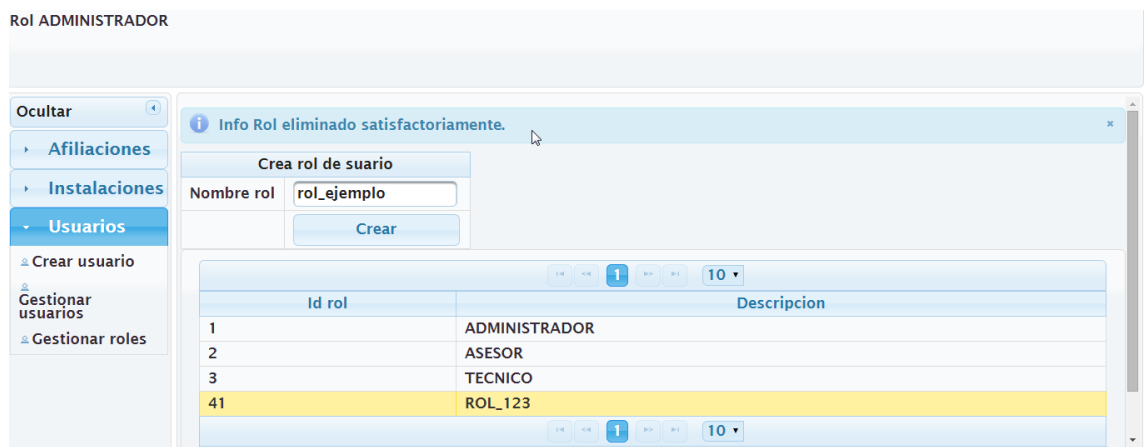 Rol ADMINISTRADOR
Ocultar
Info Rol eliminado satisfactoriamente.
Afiliaciones
Instalaciones
Usuarios
Crear usuario
Gestionar
usuarios
Gestionar roles
Crea rol de suario
Nombre rol rol_ejemplo
Crear
1 10
Id rol Descripcion
1 ADMINISTRADOR
2 ASESOR
3 TECNICO
41 ROL_123
1 10